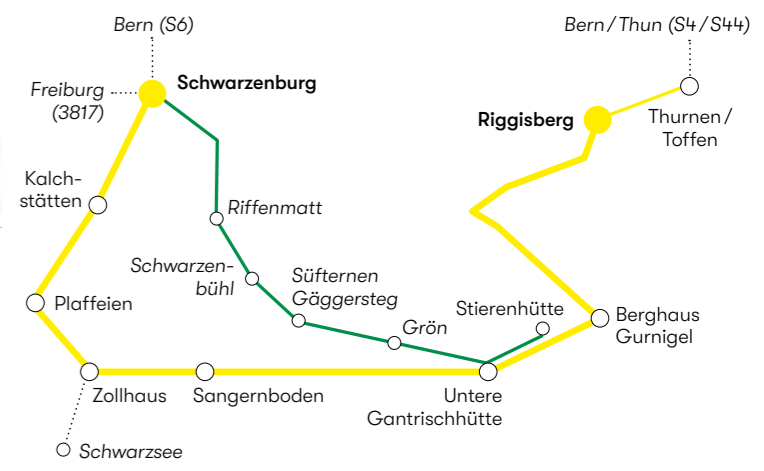 Bern (S6)
Bern / Thun (S4 / S44)
Freiburg
(3817)
Schwarzenburg
Riggisberg
Thurnen /
Toffen
Kalch-
stätten
Riffenmatt
Schwarzen-
bühl
Süfternen
Gäggersteg
Plaffeien
Stierenhütte
Grön
Berghaus
Gurnigel
Zollhaus
Sangernboden
Untere
Gantrischhütte
Schwarzsee